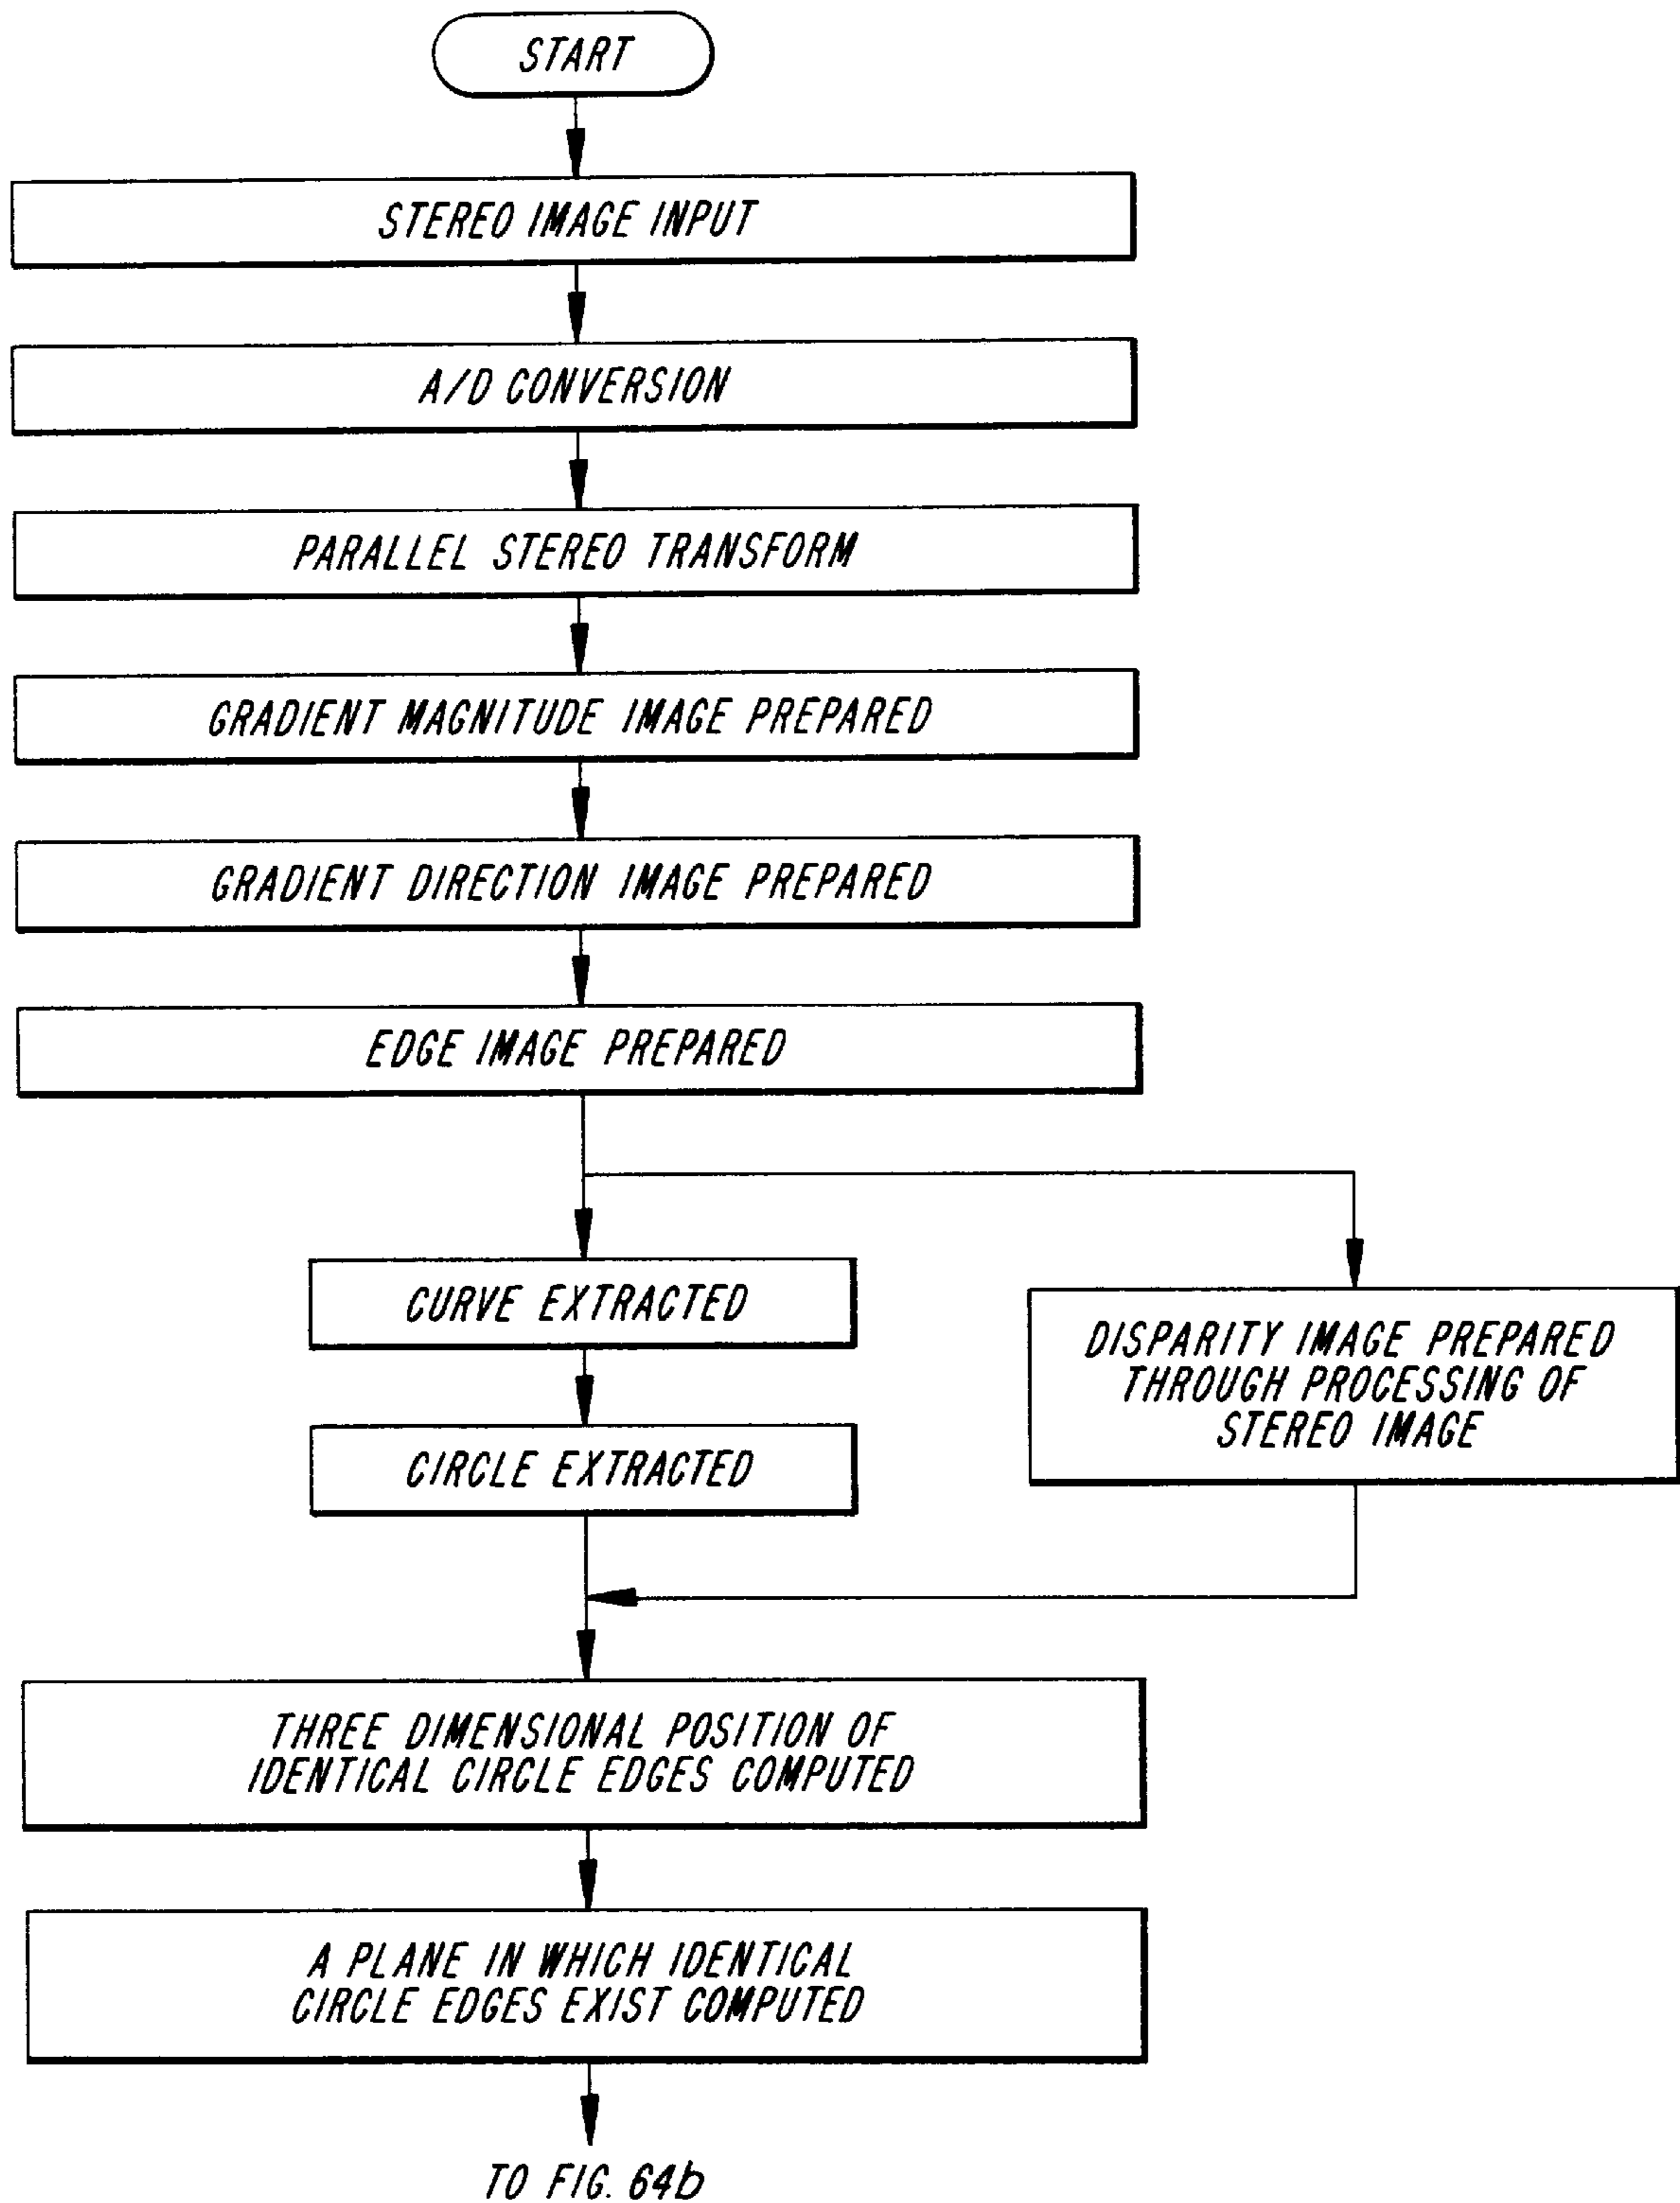 START
STEREO IMAGE INPUT
A/D CONVERSION
PARALLEL STEREO TRANSFORM
GRADIENT MAGNITUDE IMAGE PREPARED
GRADIENT DIRECTION IMAGE PREPARED
EDGE IMAGE PREPARED
CURVE EXTRACTED
CIRCLE EXTRACTED
DISPARITY IMAGE PREPARED
THROUGH PROCESSING OF
STEREO IMAGE
THREE DIMENSIONAL POSITION OF
IDENTICAL CIRCLE EDGES COMPUTED
A PLANE IN WHICH IDENTICAL
CIRCLE EDGES EXIST COMPUTED
TO FIG. 64b